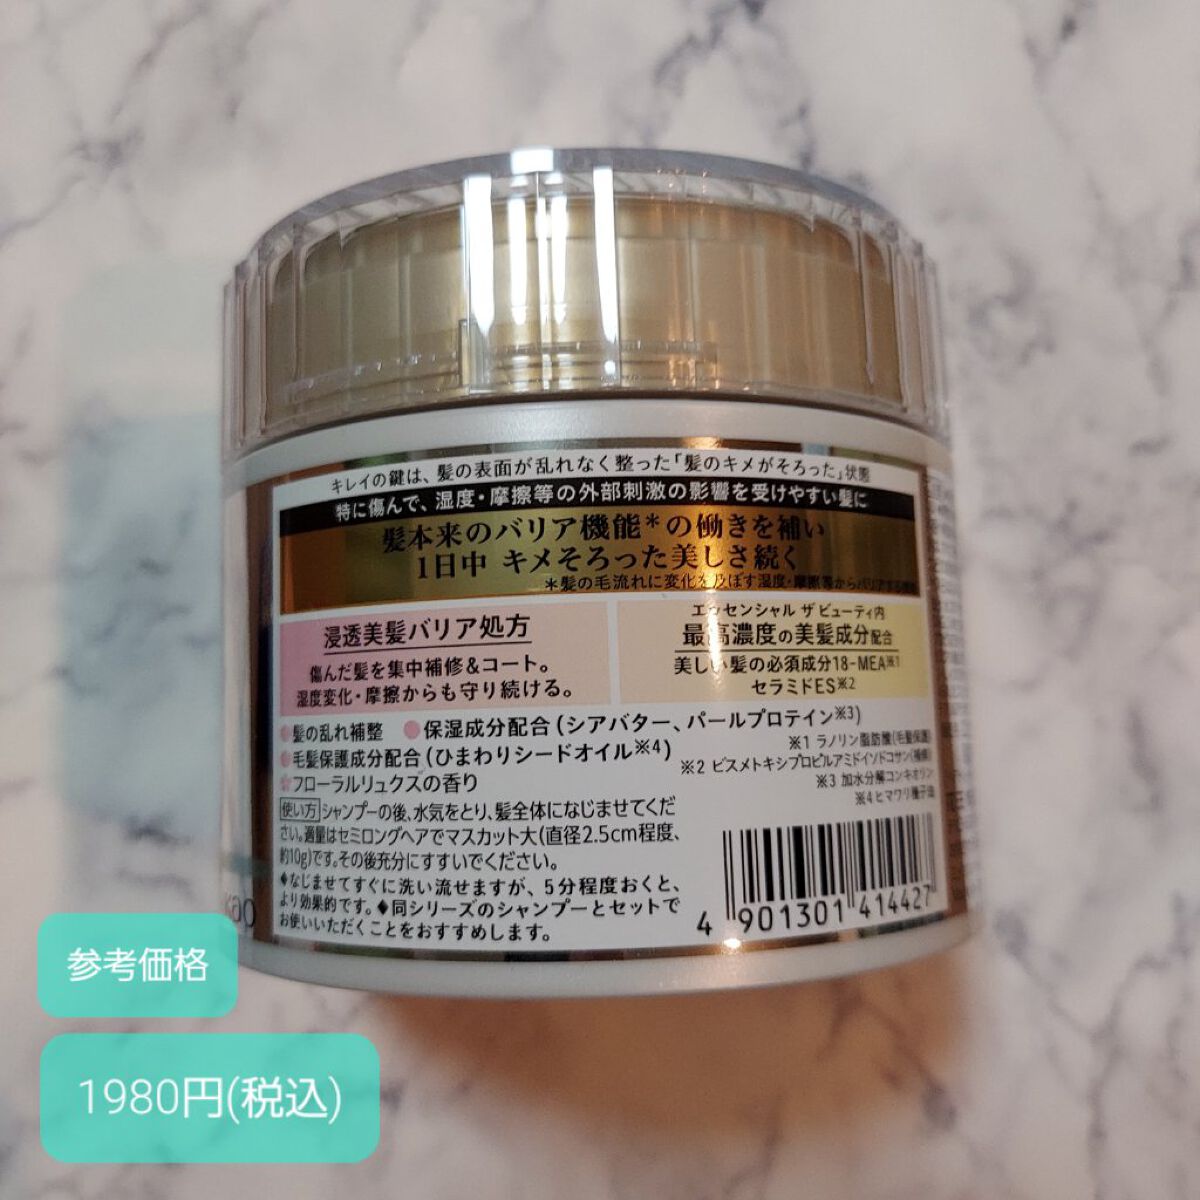 キレイの鍵は、髪の表面が乱れなく整った「髪のキメがそろった」状態
特に傷んで、湿度・摩擦等の外部刺激の影響を受けやすい髪に
髪本来のバリア機能*の働きを補い
1日中 キメそろった美しさ続く
*髪の毛流れに変化を及ぼす湿度・摩擦等から
浸透美髪バリア処方
傷んだ髪を集中補修&コート。
湿度変化・摩擦からも守り続ける。
エッセンシャル ザ ビューティ内
最高濃度の美髪成分配合
美しい髪の必須成分18-MEA※1
セラミドES※2
髪の乱れ補整 保湿成分配合(シアバター、パールプロテイン※3)
毛髪保護成分配合(ひまわりシードオイル※4)
フローラルリュクスの香り
※1 ラノリン脂肪酸(毛髪保護)
※2 ビスメトキシプロピルアミドイソドコサン(補修)
※3 加水分解コンキオリン
※4 ヒマワリ種子油
使い方 シャンプーの後、水気をとり、髪全体になじませてくだ
さい。適量はセミロングヘアでマスカット大(直径2.5cm程度、
約10g)です。その後充分にすすいでください。
◆なじませてすぐに洗い流せますが、5分程度おくと、
より効果的です。◆同シリーズのシャンプーとセットで
お使いいただくことをおすすめします。
4 901301 414427
kao
参考価格
1980円(税込)